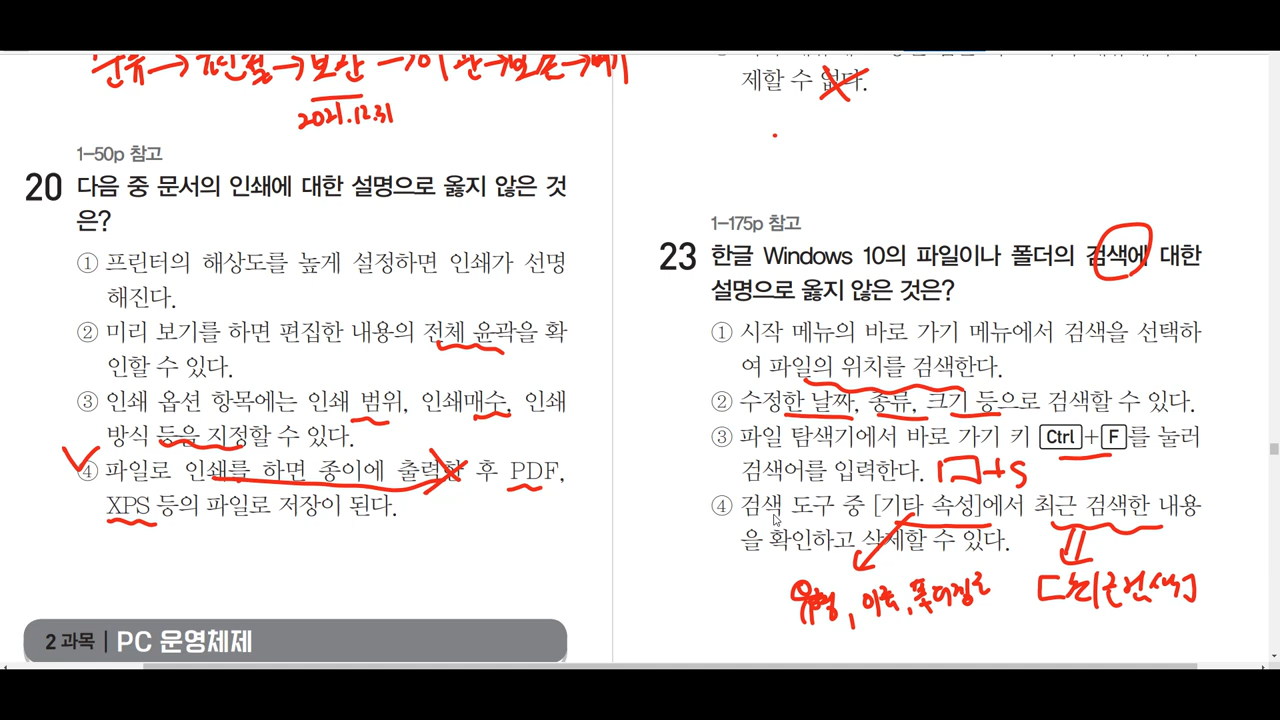 분류→편철→보관→이관→보존→폐기
2021.12.31
1-50p 참고
20 다음 중 문서의 인쇄에 대한 설명으로 옳지 않은 것
은?
① 프린터의 해상도를 높게 설정하면 인쇄가 선명
해진다.
② 미리 보기를 하면 편집한 내용의 전체 윤곽을 확
인할 수 있다.
③ 인쇄 옵션 항목에는 인쇄 범위, 인쇄매수, 인쇄
방식 등을 지정할 수 있다.
④ 파일로 인쇄를 하면 종이에 출력한 후 PDF,
XPS 등의 파일로 저장이 된다.
2 과목 | PC 운영체제
제할 수 없다.
1-175p 참고
23 한글 Windows 10의 파일이나 폴더의 검색에 대한
설명으로 옳지 않은 것은?
① 시작 메뉴의 바로 가기 메뉴에서 검색을 선택하
여 파일의 위치를 검색한다.
② 수정한 날짜, 종류, 크기 등으로 검색할 수 있다.
③ 파일 탐색기에서 바로 가기 키 Ctrl+F를 눌러
검색어를 입력한다. +S
④ 검색 도구 중 [기타 속성]에서 최근 검색한 내용
을 확인하고 삭제할 수 있다.
유형, 이름, 폴더경로
[최근검색]